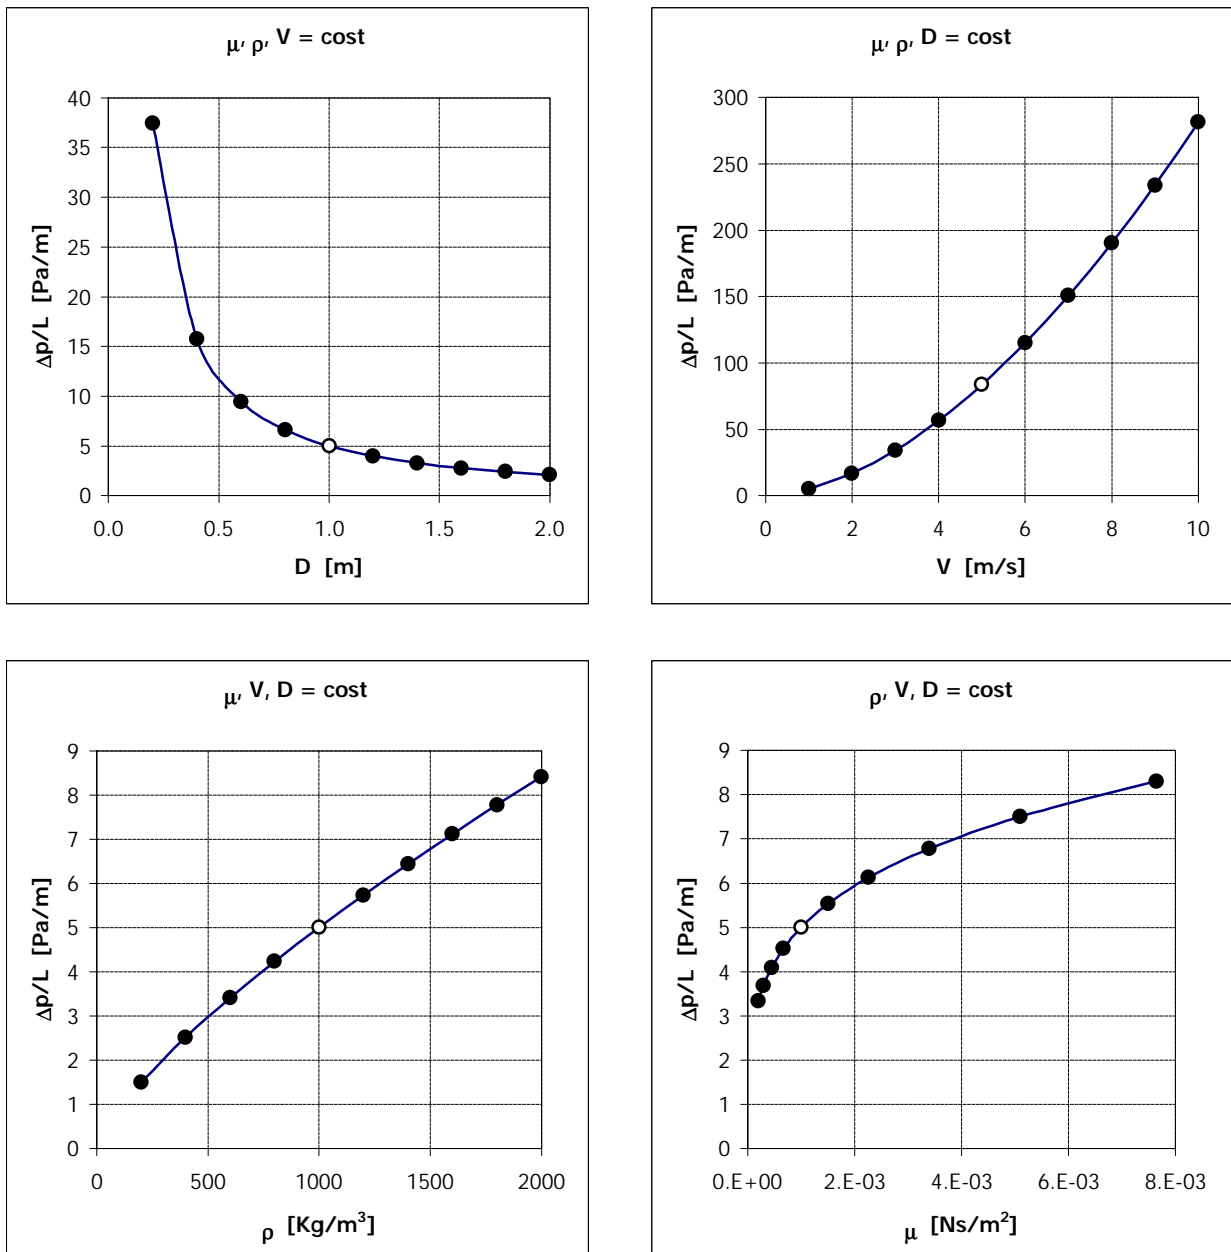 μ, ρ, V = cost
40
35
30
25
20
15
10
5
0
Δp/L [Pa/m]
0.0 0.5 1.0 1.5 2.0
D [m]
μ, ρ, D = cost
300
250
200
150
100
50
0
Δp/L [Pa/m]
0 2 4 6 8 10
V [m/s]
μ, V, D = cost
9
8
7
6
5
4
3
2
1
0
Δp/L [Pa/m]
0 500 1000 1500 2000
ρ [Kg/m³]
ρ, V, D = cost
9
8
7
6
5
4
3
2
1
0
Δp/L [Pa/m]
0.E+00 2.E-03 4.E-03 6.E-03 8.E-03
μ [Ns/m²]